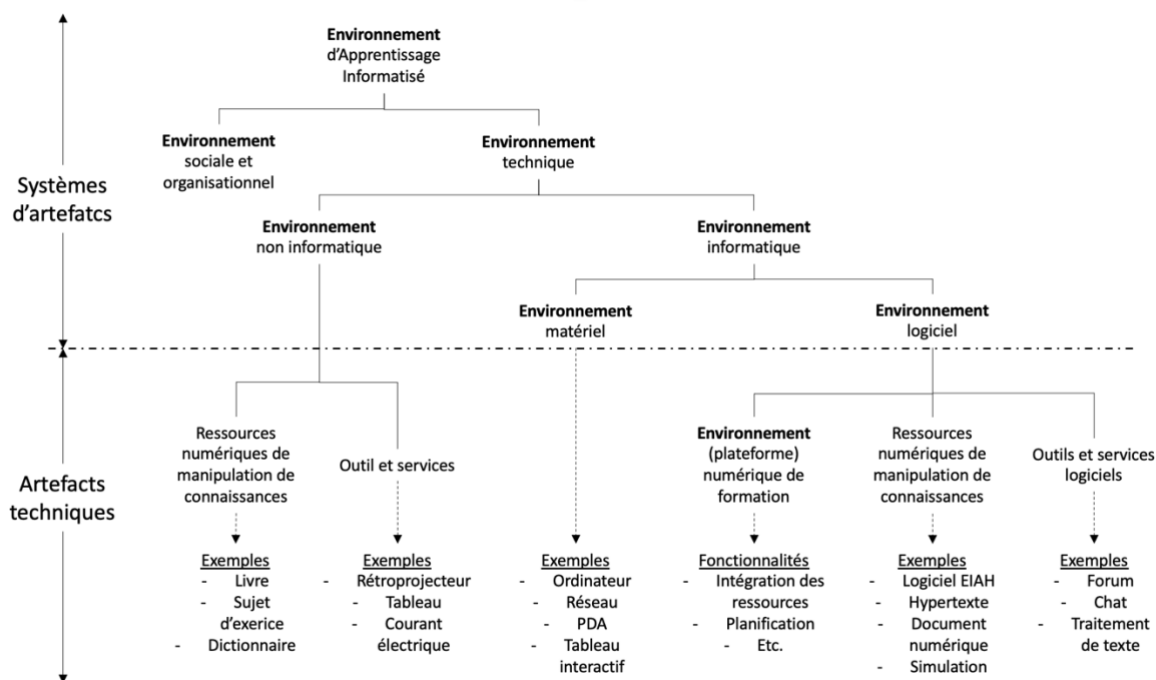 Environnement
d'Apprentissage
Informatisé
Environnement
sociale et
organisationnel
Environnement
technique
Systèmes
d'artefatcs
Environnement
non informatique
Environnement
informatique
Environnement
matériel
Environnement
logiciel
Artefacts
techniques
Ressources
numériques de
manipulation de
connaissances
Outil et services
Environnement
(plateforme)
numérique de
formation
Ressources
numériques de
manipulation de
connaissances
Outils et services
logiciels
Exemples
- Livre
- Sujet
d'exerice
- Dictionnaire
Exemples
- Rétroprojecteur
- Tableau
- Courant
électrique
Exemples
- Ordinateur
- Réseau
- PDA
- Tableau
interactif
Fonctionnalités
- Intégration des
ressources
- Planification
- Etc.
Exemples
- Logiciel EIAH
- Hypertexte
- Document
numérique
- Simulation
Exemples
- Forum
- Chat
- Traitement
de texte